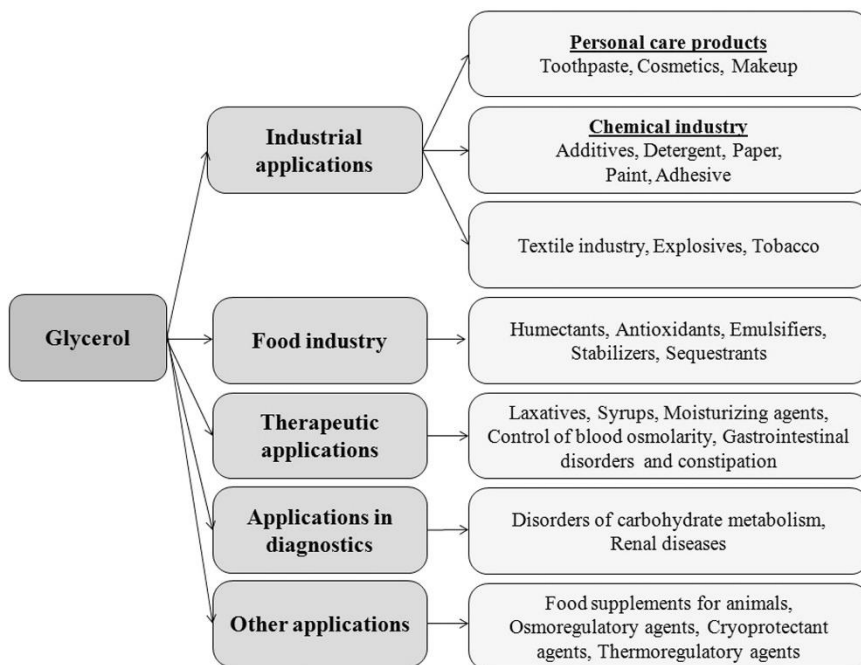 Personal care products
Toothpaste, Cosmetics, Makeup
Industrial
applications
Chemical industry
Additives, Detergent, Paper,
Paint, Adhesive
Textile industry, Explosives, Tobacco
Glycerol
Food industry
Humectants, Antioxidants, Emulsifiers,
Stabilizers, Sequestrants
Therapeutic
applications
Laxatives, Syrups, Moisturizing agents,
Control of blood osmolarity, Gastrointestinal
disorders and constipation
Applications in
diagnostics
Disorders of carbohydrate metabolism,
Renal diseases
Other applications
Food supplements for animals,
Osmoregulatory agents, Cryoprotectant
agents, Thermoregulatory agents